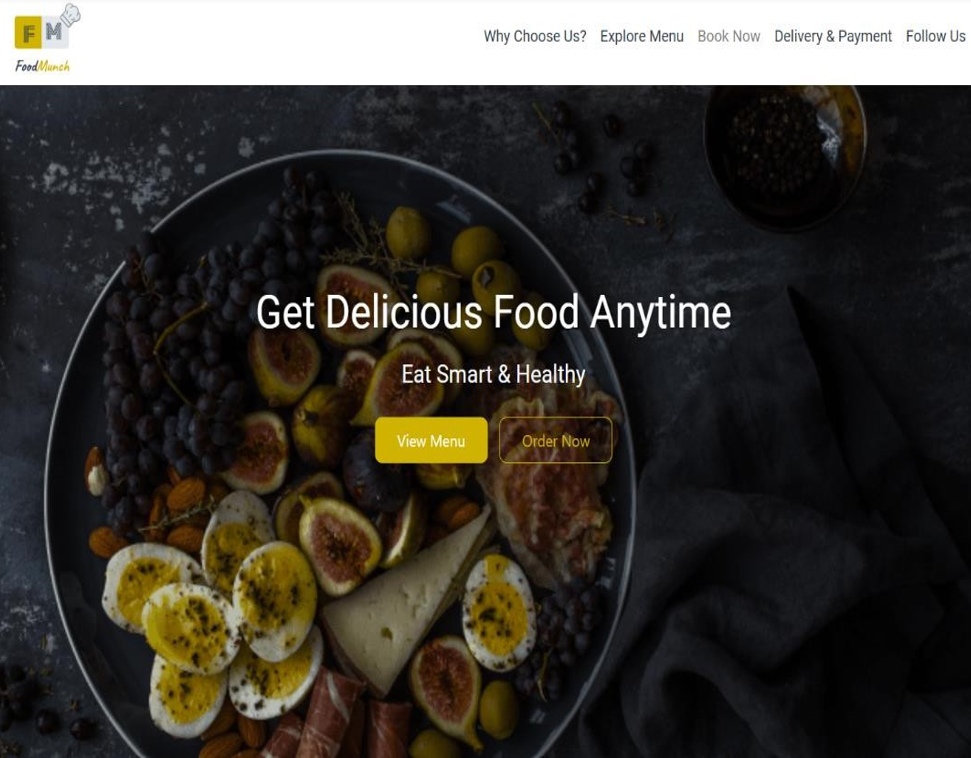 FM
FoodMunch
Why Choose Us? Explore Menu Book Now Delivery & Payment Follow Us
Get Delicious Food Anytime
Eat Smart & Healthy
View Menu Order Now